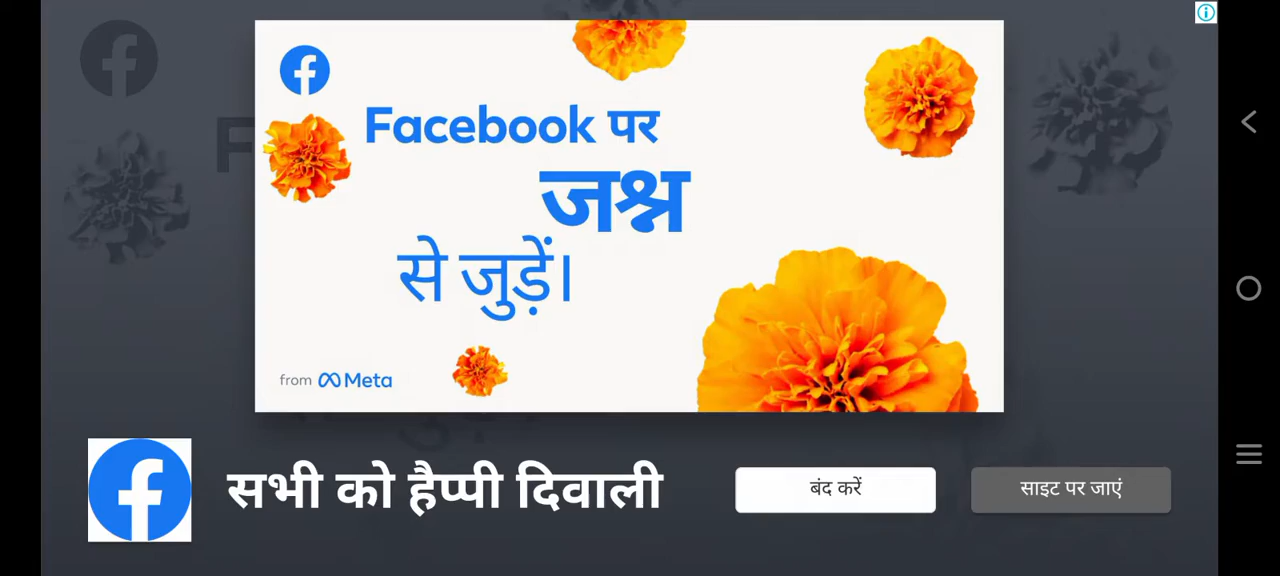 Facebook पर
जश्न
से जुड़ें।
from Meta
सभी को हैप्पी दिवाली
बंद करें
साइट पर जाएं